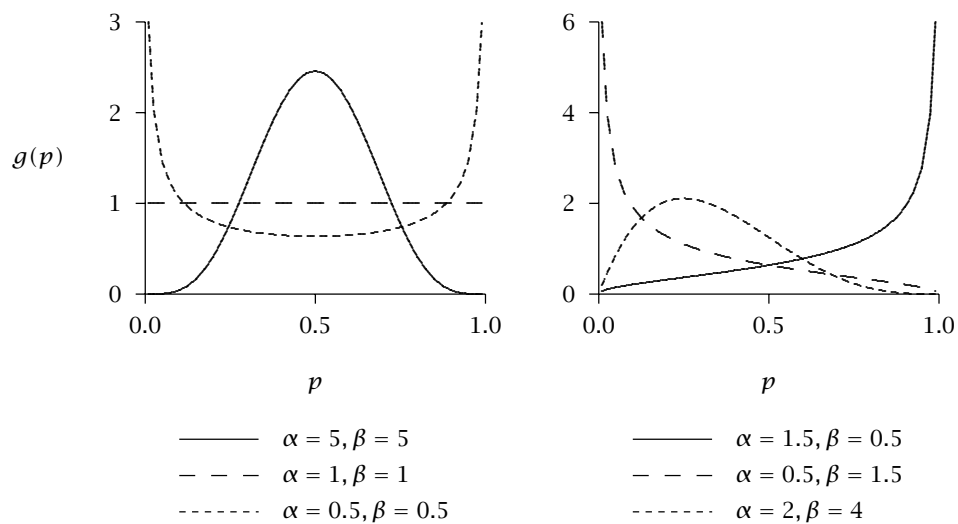 3
2
g(p)
1
0
0.0 0.5 1.0
p
α = 5, β = 5
α = 1, β = 1
α = 0.5, β = 0.5
6
4
2
0
0.0 0.5 1.0
p
α = 1.5, β = 0.5
α = 0.5, β = 1.5
α = 2, β = 4